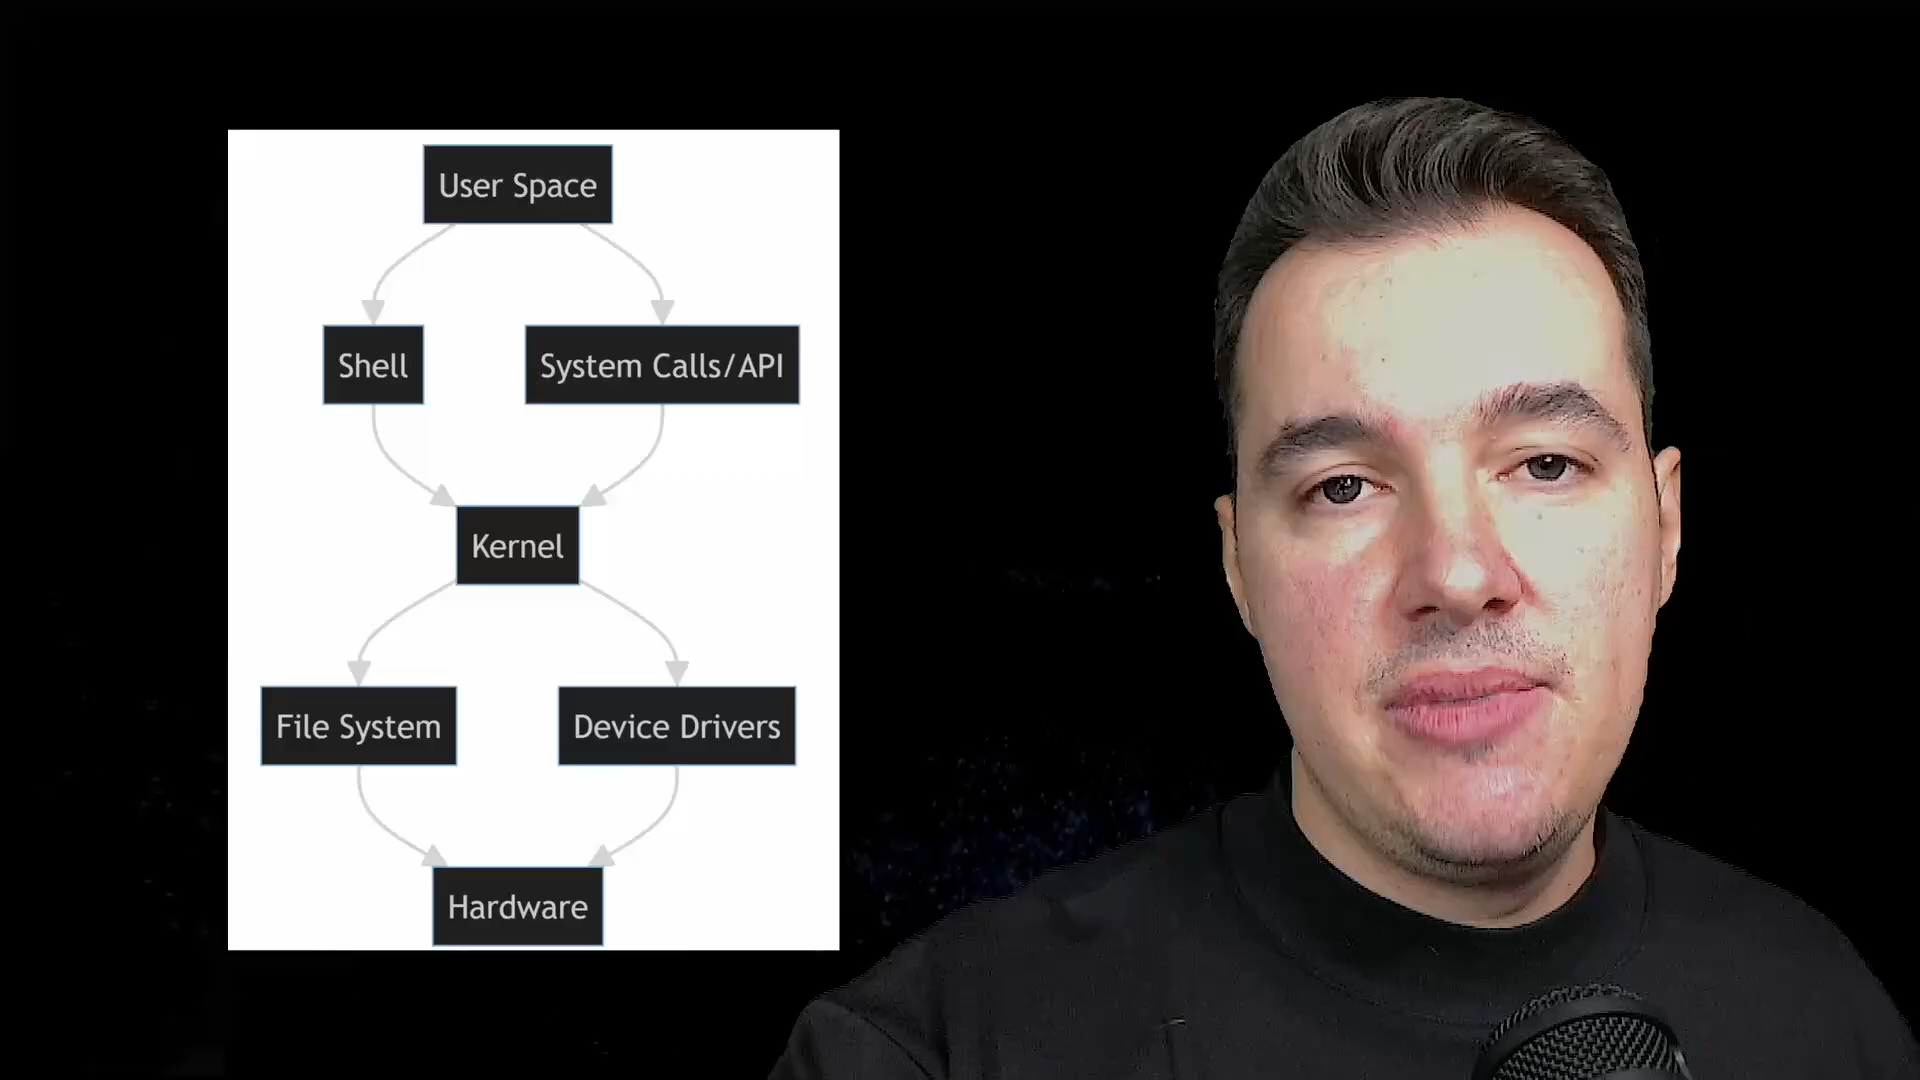 User Space
Shell
System Calls/API
Kernel
File System
Device Drivers
Hardware